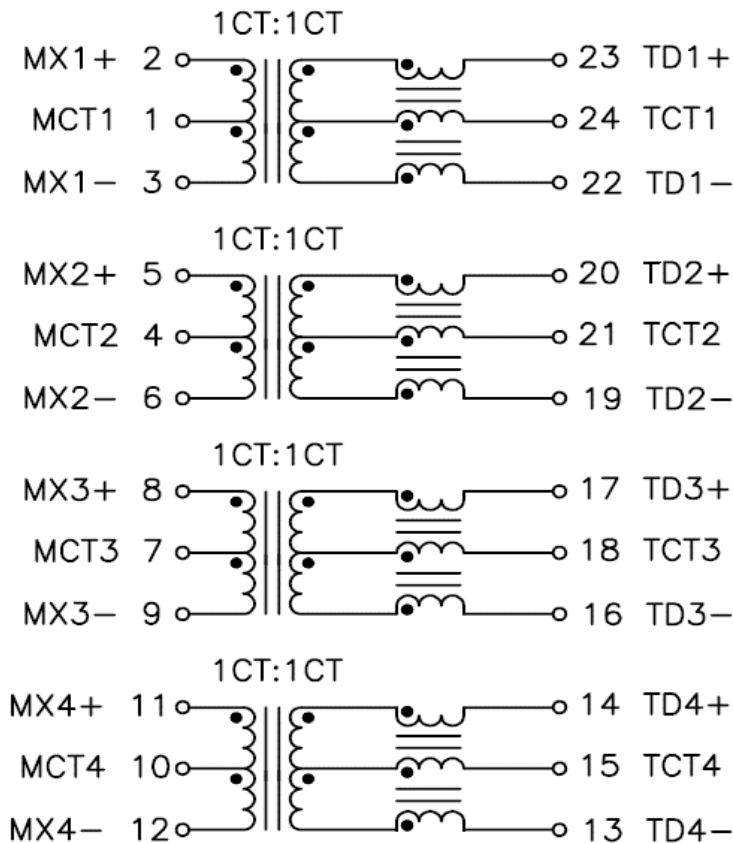 1CT:1CT
MX1+ 2 23 TD1+
MCT1 1 24 TCT1
MX1− 3 22 TD1−
1CT:1CT
MX2+ 5 20 TD2+
MCT2 4 21 TCT2
MX2− 6 19 TD2−
1CT:1CT
MX3+ 8 17 TD3+
MCT3 7 18 TCT3
MX3− 9 16 TD3−
1CT:1CT
MX4+ 11 14 TD4+
MCT4 10 15 TCT4
MX4− 12 13 TD4−